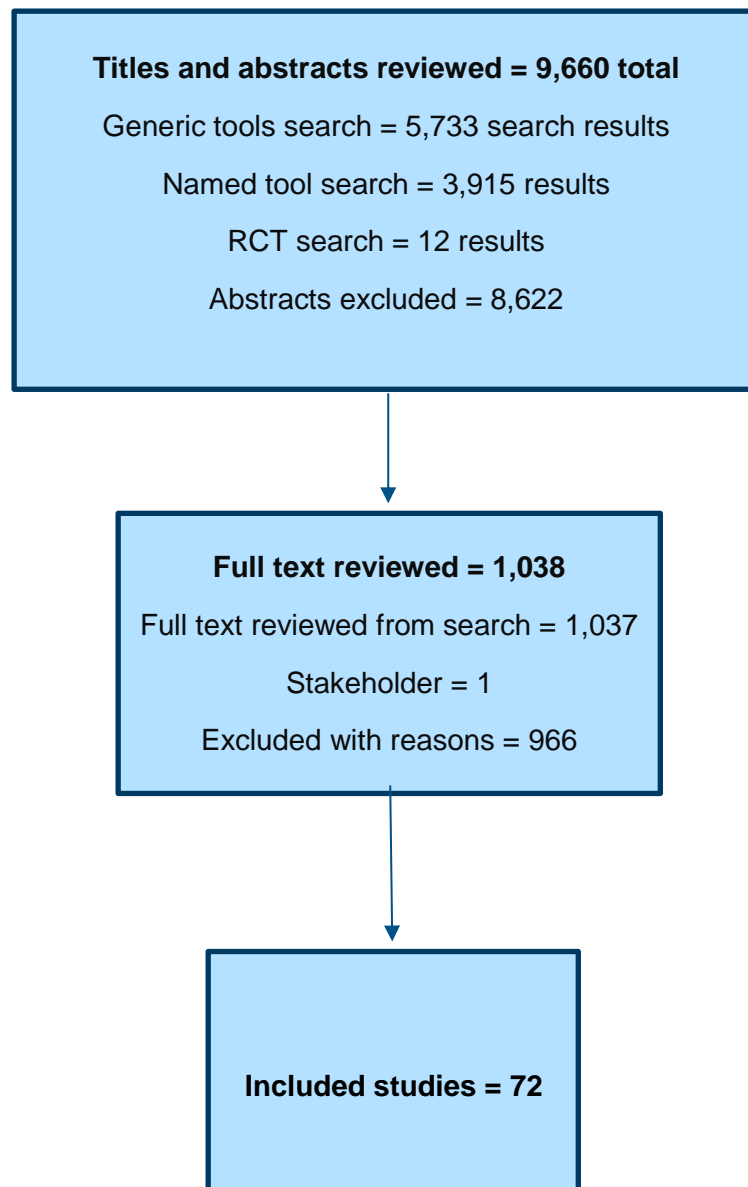 Titles and abstracts reviewed = 9,660 total
Generic tools search = 5,733 search results
Named tool search = 3,915 results
RCT search = 12 results
Abstracts excluded = 8,622
Full text reviewed = 1,038
Full text reviewed from search = 1,037
Stakeholder = 1
Excluded with reasons = 966
Included studies = 72